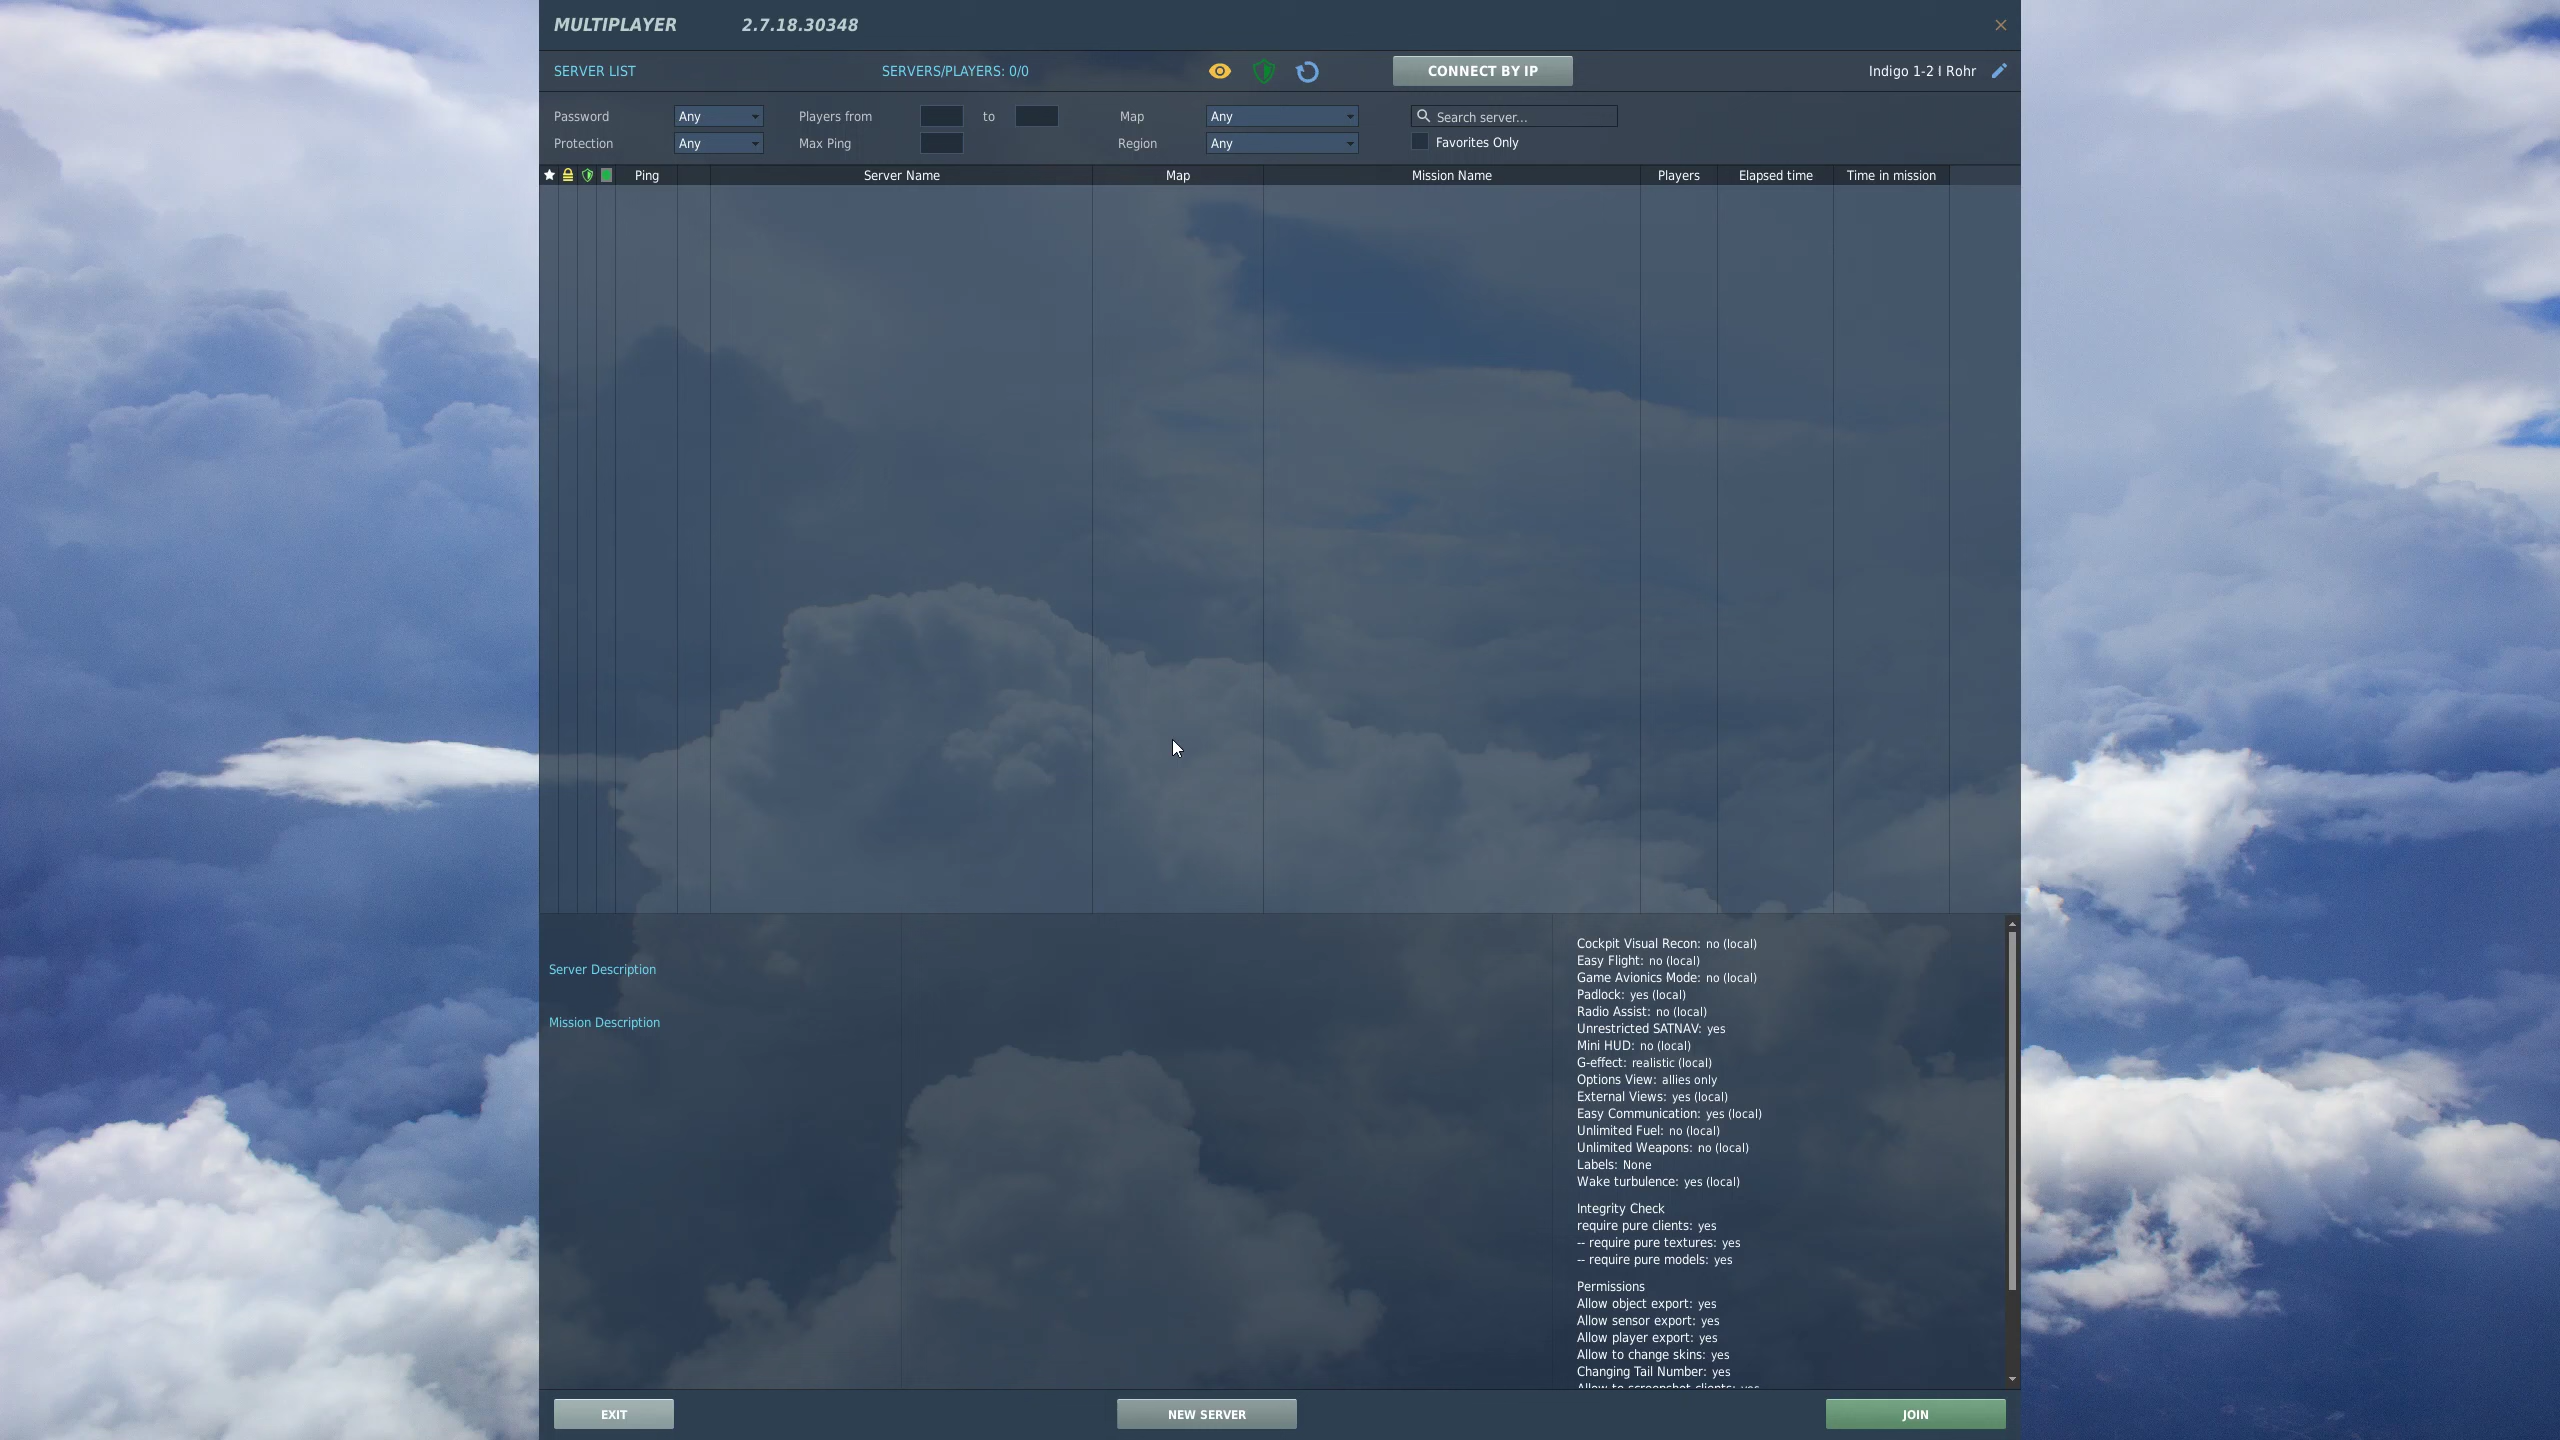 MULTIPLAYER 2.7.18.30348
SERVER LIST SERVERS/PLAYERS: 0/0 CONNECT BY IP Indigo 1-2 I Rohr
Password Any Players from to Map Any Search server...
Protection Any Max Ping Region Any Favorites Only
Ping Server Name Map Mission Name Players Elapsed time Time in mission
Server Description
Mission Description
Cockpit Visual Recon: no (local)
Easy Flight: no (local)
Game Avionics Mode: no (local)
Padlock: yes (local)
Radio Assist: no (local)
Unrestricted SATNAV: yes
Mini HUD: no (local)
G-effect: realistic (local)
Options View: allies only
External Views: yes (local)
Easy Communication: yes (local)
Unlimited Fuel: no (local)
Unlimited Weapons: no (local)
Labels: None
Wake turbulence: yes (local)
Integrity Check
require pure clients: yes
-- require pure textures: yes
-- require pure models: yes
Permissions
Allow object export: yes
Allow sensor export: yes
Allow player export: yes
Allow to change skins: yes
Changing Tail Number: yes
Allow to screenshot clients: yes
EXIT NEW SERVER JOIN